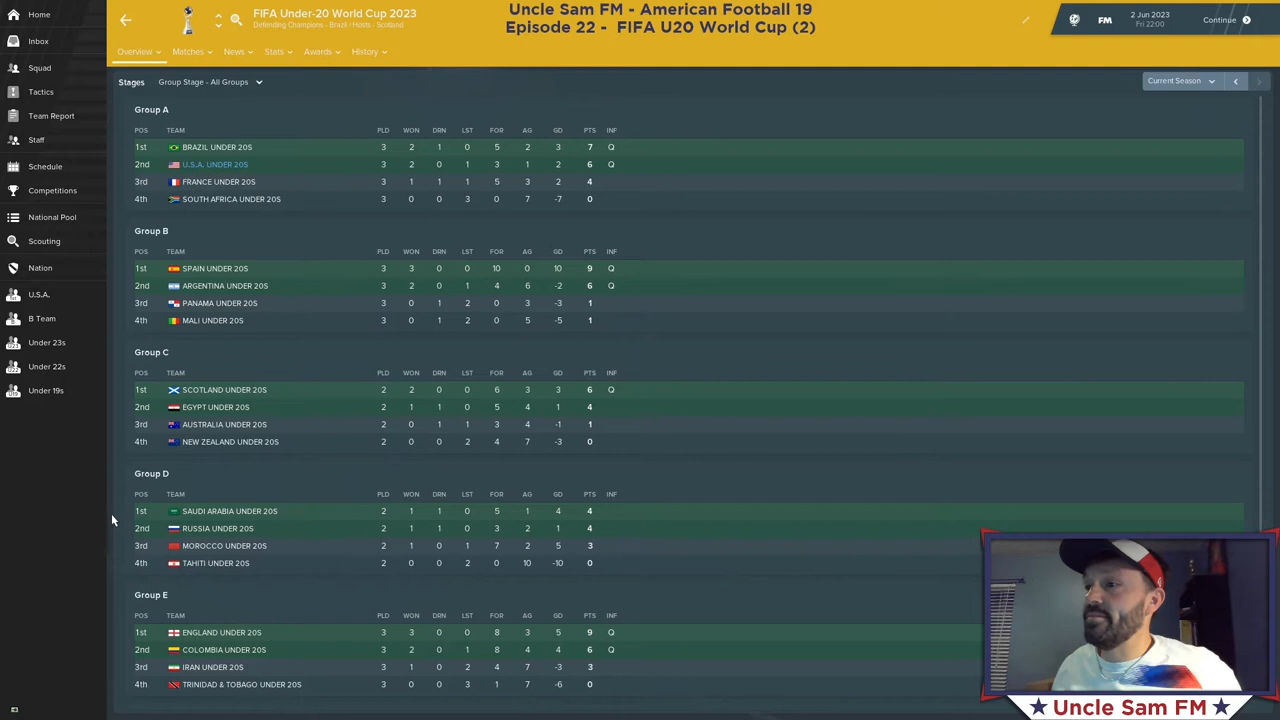 FIFA Under-20 World Cup 2023
Defending Champions - Brazil / Hosts - Scotland
Uncle Sam FM - American Football 19
Episode 22 - FIFA U20 World Cup (2)
FM
2 Jun 2023
Fri 22:00
Continue
Overview Matches News Stats Awards History
Stages Group Stage - All Groups
Current Season
Home
Inbox
Squad
Tactics
Team Report
Staff
Schedule
Competitions
National Pool
Scouting
Nation
U.S.A.
B Team
Under 23s
Under 22s
Under 19s
Group A
POS TEAM PLD WON DRN LST FOR AG GD PTS INF
1st BRAZIL UNDER 20S 3 2 1 0 5 2 3 7 Q
2nd U.S.A. UNDER 20S 3 2 0 1 3 1 2 6 Q
3rd FRANCE UNDER 20S 3 1 1 1 5 3 2 4
4th SOUTH AFRICA UNDER 20S 3 0 0 3 0 7 -7 0
Group B
POS TEAM PLD WON DRN LST FOR AG GD PTS INF
1st SPAIN UNDER 20S 3 3 0 0 10 0 10 9 Q
2nd ARGENTINA UNDER 20S 3 2 0 1 4 6 -2 6 Q
3rd PANAMA UNDER 20S 3 0 1 2 0 3 -3 1
4th MALI UNDER 20S 3 0 1 2 0 5 -5 1
Group C
POS TEAM PLD WON DRN LST FOR AG GD PTS INF
1st SCOTLAND UNDER 20S 2 2 0 0 6 3 3 6 Q
2nd EGYPT UNDER 20S 2 1 1 0 5 4 1 4
3rd AUSTRALIA UNDER 20S 2 0 1 1 3 4 -1 1
4th NEW ZEALAND UNDER 20S 2 0 0 2 4 7 -3 0
Group D
POS TEAM PLD WON DRN LST FOR AG GD PTS INF
1st SAUDI ARABIA UNDER 20S 2 1 1 0 5 1 4 4
2nd RUSSIA UNDER 20S 2 1 1 0 3 2 1 4
3rd MOROCCO UNDER 20S 2 1 0 1 7 2 5 3
4th TAHITI UNDER 20S 2 0 0 2 0 10 -10 0
Group E
POS TEAM PLD WON DRN LST FOR AG GD PTS INF
1st ENGLAND UNDER 20S 3 3 0 0 8 3 5 9 Q
2nd COLOMBIA UNDER 20S 3 2 0 1 8 4 4 6 Q
3rd IRAN UNDER 20S 3 1 0 2 4 7 -3 3
4th TRINIDAD & TOBAGO UNDER 3 0 0 3 1 7 -6 0
Uncle Sam FM